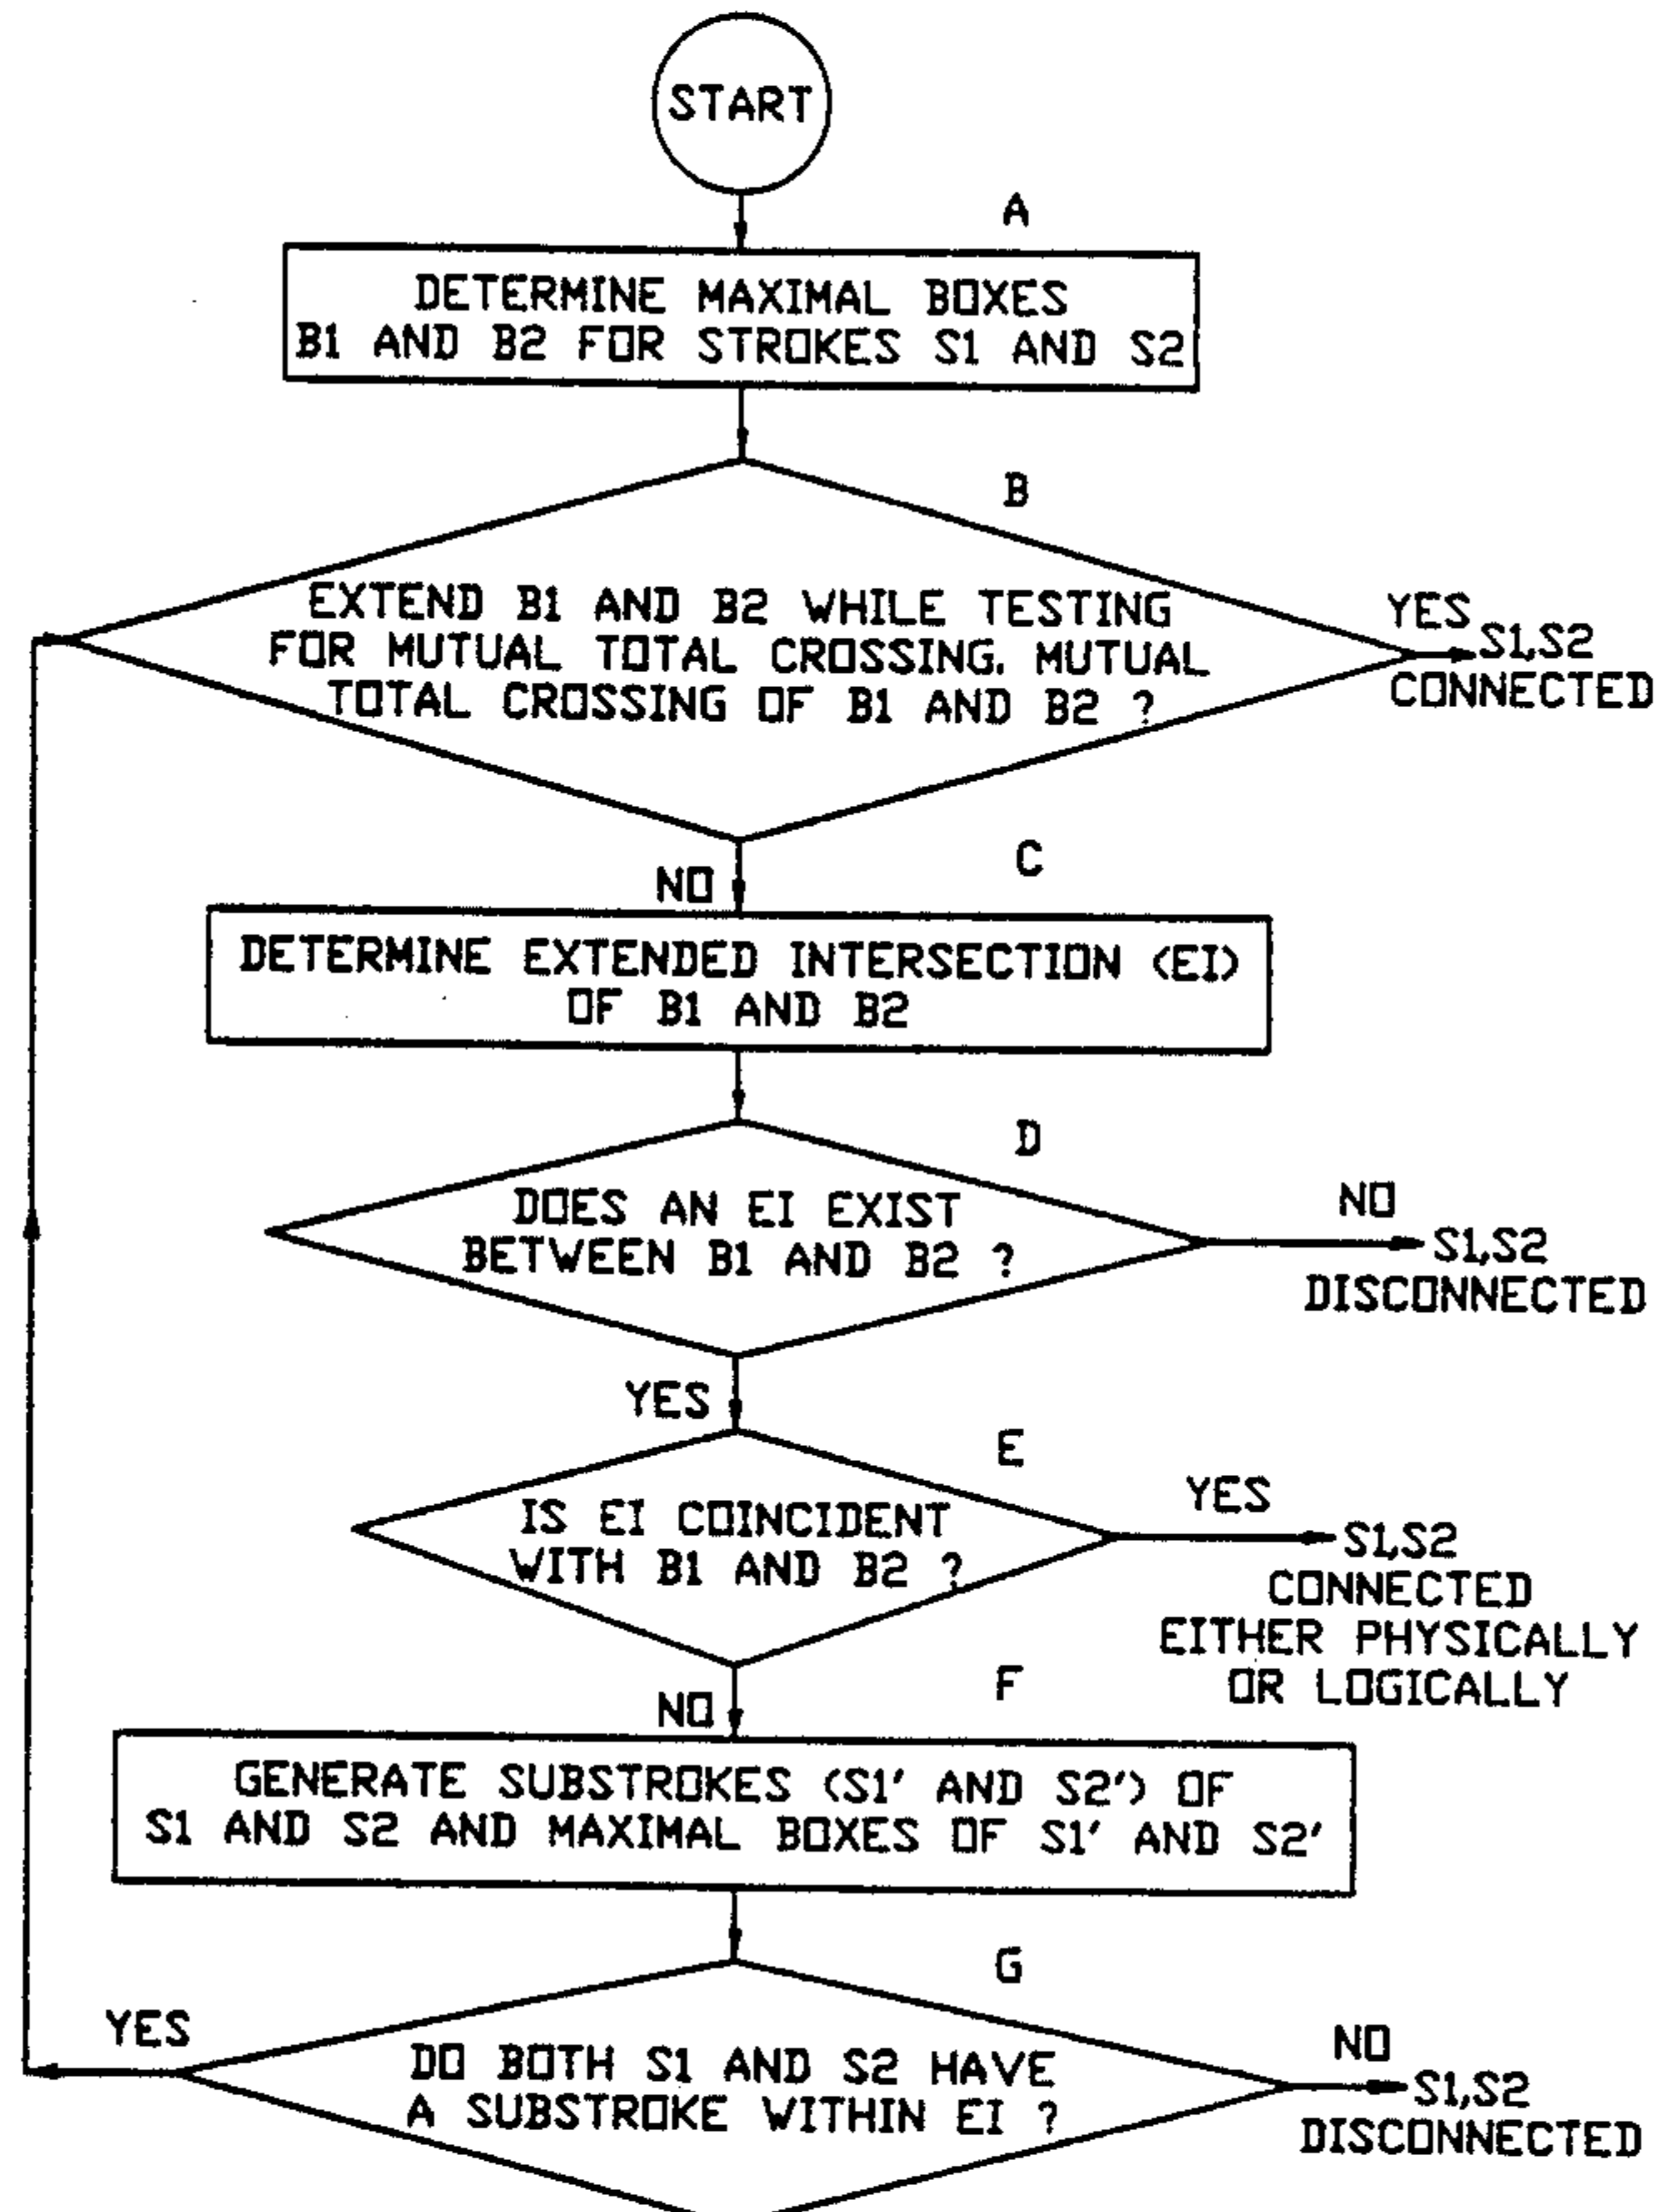 START
A
DETERMINE MAXIMAL BOXES
B1 AND B2 FOR STROKES S1 AND S2
B
EXTEND B1 AND B2 WHILE TESTING
FOR MUTUAL TOTAL CROSSING. MUTUAL
TOTAL CROSSING OF B1 AND B2 ?
YES
S1,S2
CONNECTED
NO
C
DETERMINE EXTENDED INTERSECTION (EI)
OF B1 AND B2
D
DOES AN EI EXIST
BETWEEN B1 AND B2 ?
NO
S1,S2
DISCONNECTED
YES
E
IS EI COINCIDENT
WITH B1 AND B2 ?
YES
S1,S2
CONNECTED
EITHER PHYSICALLY
OR LOGICALLY
NO
F
GENERATE SUBSTROKES (S1' AND S2') OF
S1 AND S2 AND MAXIMAL BOXES OF S1' AND S2'
G
YES
DO BOTH S1 AND S2 HAVE
A SUBSTROKE WITHIN EI ?
NO
S1,S2
DISCONNECTED